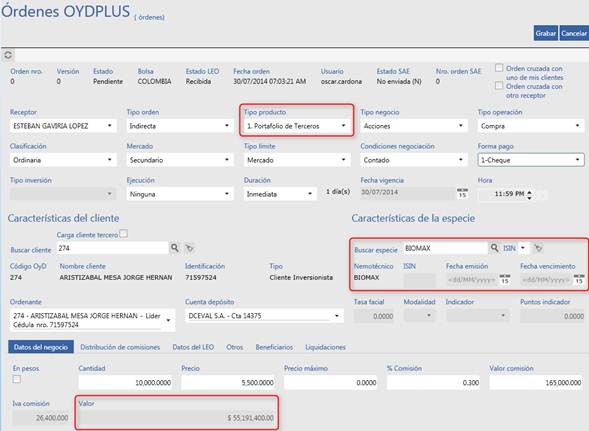 Órdenes OYDPLUS ( órdenes)
Grabar Cancelar
Orden nro. Versión Estado Bolsa Estado LEO Fecha orden Usuario Estado SAE Nro. orden SAE
0 0 Pendiente COLOMBIA Recibida 30/07/2014 07:03:21 AM oscar.cardona No enviada (N) 0
Orden cruzada con uno de mis clientes
Orden cruzada con otro receptor
Receptor Tipo orden Tipo producto Tipo negocio Tipo operación
ESTEBAN GAVIRIA LOPEZ Indirecta 1. Portafolio de Terceros Acciones Compra
Clasificación Mercado Tipo límite Condiciones negociación Forma pago
Ordinaria Secundario Mercado Contado 1-Cheque
Tipo inversión Ejecución Duración Fecha vigencia Hora
Ninguna Inmediata 1 día(s) 30/07/2014 15 11:59 PM
Características del cliente
Carga cliente tercero
Buscar cliente 274
Código OyD Nombre cliente Identificación Tipo
274 ARISTIZABAL MESA JORGE HERNAN 71597524 Cliente Inversionista
Ordenante Cuenta depósito
274 - ARISTIZABAL MESA JORGE HERNAN - Lider
Cédula nro. 71597524
DCEVAL S.A. - Cta 14375
Características de la especie
Buscar especie BIOMAX ISIN
Nemotécnico ISIN Fecha emisión Fecha vencimiento
BIOMAX <dd/MM/yyyy> 15 <dd/MM/yyyy> 15
Tasa facial Modalidad Indicador Puntos indicador
0.0000 0.0000
Datos del negocio Distribución de comisiones Datos del LEO Otros Beneficiarios Liquidaciones
En pesos Cantidad Precio Precio máximo % Comisión Valor comisión
10,000.0000 5,500.0000 0.0000 0.300 165,000.000
Iva comisión Valor
26,400.000 $ 55,191,400.00